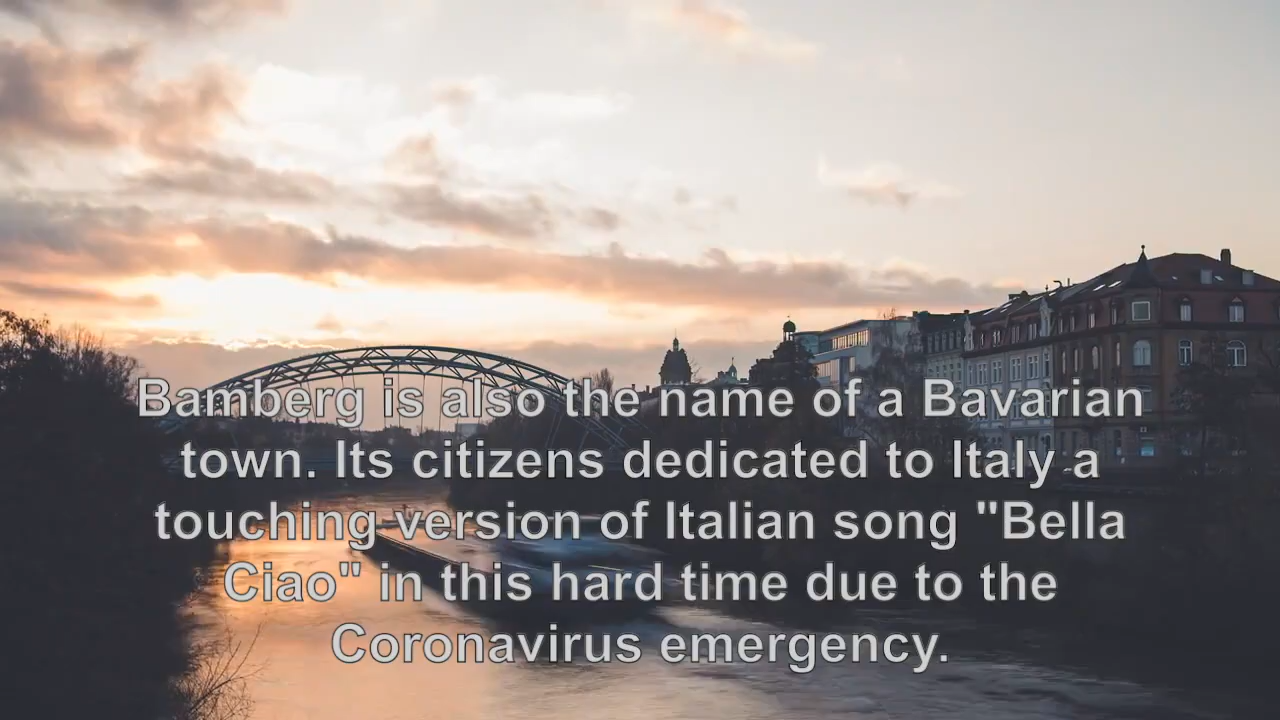 Bamberg is also the name of a Bavarian
town. Its citizens dedicated to Italy a
touching version of Italian song "Bella
Ciao" in this hard time due to the
Coronavirus emergency.